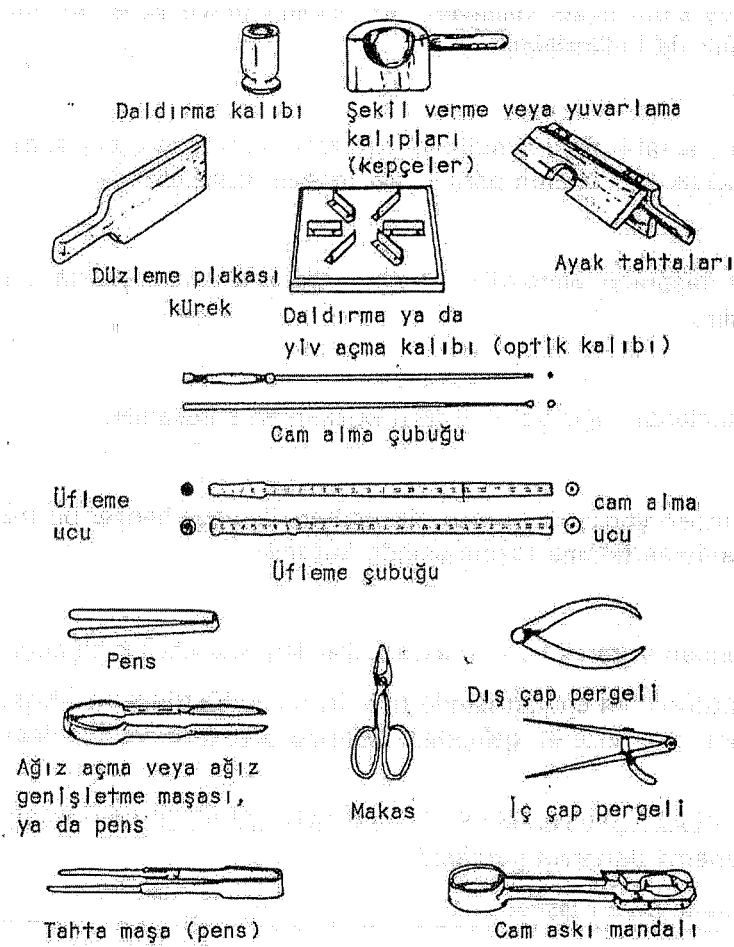 Daldırma kalıbı
Şekil verme veya yuvarlama
kalıpları
(kepçeler)
Düzleme plakası
kürek
Ayak tahtaları
Daldırma ya da
yiv açma kalıbı (optik kalıbı)
Cam alma çubuğu
Üfleme
ucu
cam alma
ucu
Üfleme çubuğu
Pens
Dış çap pergeli
Ağız açma veya ağız
genişletme maşası,
ya da pens
Makas
İç çap pergeli
Tahta maşa (pens)
Cam askı mandalı